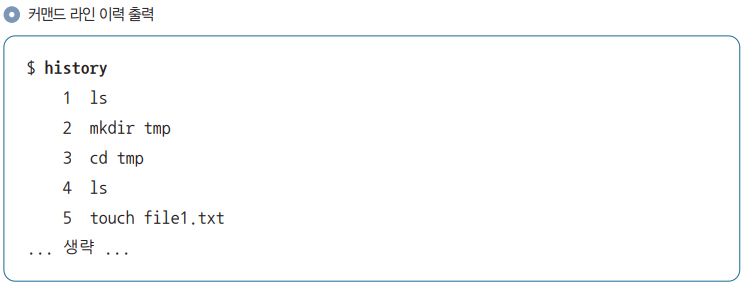 커맨드 라인 이력 출력
$ history
1 ls
2 mkdir tmp
3 cd tmp
4 ls
5 touch file1.txt
... 생략 ...